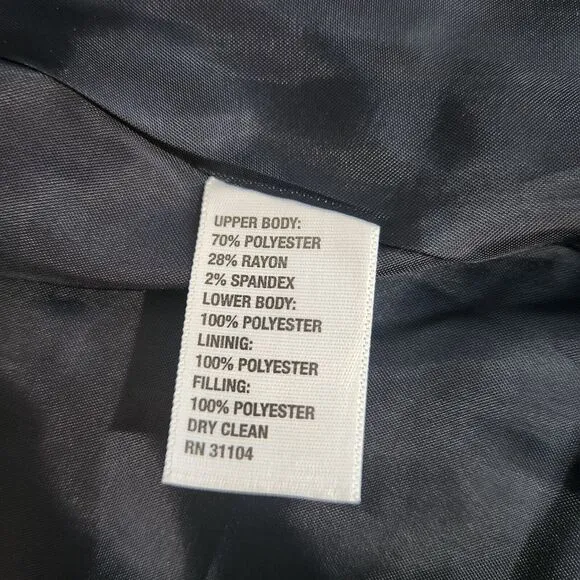 UPPER BODY:
70% POLYESTER
28% RAYON
2% SPANDEX
LOWER BODY:
100% POLYESTER
LININIG:
100% POLYESTER
FILLING:
100% POLYESTER
DRY CLEAN
RN 31104